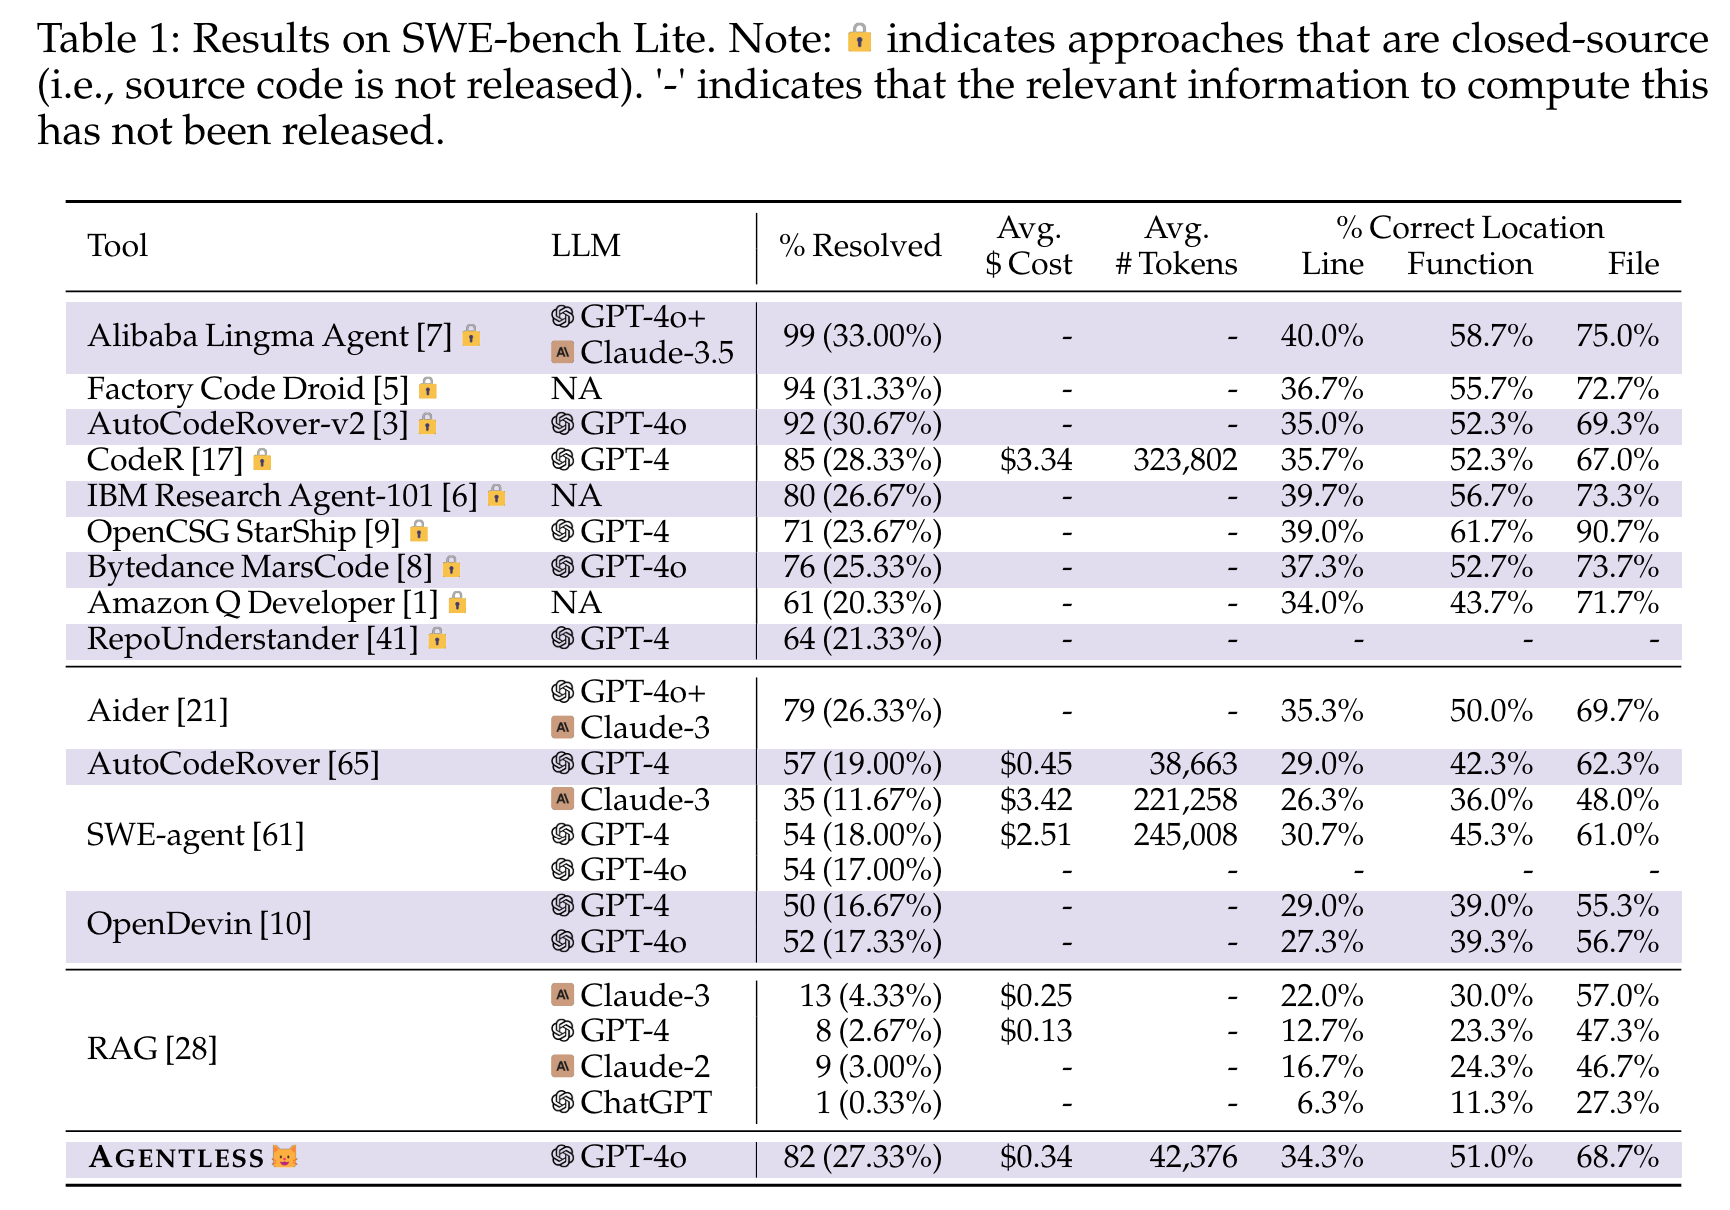 Table 1: Results on SWE-bench Lite. Note: 🔒 indicates approaches that are closed-source
(i.e., source code is not released). '-' indicates that the relevant information to compute this
has not been released.
Tool LLM % Resolved Avg. $ Cost Avg. # Tokens % Correct Location Line Function File
Alibaba Lingma Agent [7] 🔒 GPT-4o+ Claude-3.5 99 (33.00%) - - 40.0% 58.7% 75.0%
Factory Code Droid [5] 🔒 NA 94 (31.33%) - - 36.7% 55.7% 72.7%
AutoCodeRover-v2 [3] 🔒 GPT-4o 92 (30.67%) - - 35.0% 52.3% 69.3%
CodeR [17] 🔒 GPT-4 85 (28.33%) $3.34 323,802 35.7% 52.3% 67.0%
IBM Research Agent-101 [6] 🔒 NA 80 (26.67%) - - 39.7% 56.7% 73.3%
OpenCSG StarShip [9] 🔒 GPT-4 71 (23.67%) - - 39.0% 61.7% 90.7%
Bytedance MarsCode [8] 🔒 GPT-4o 76 (25.33%) - - 37.3% 52.7% 73.7%
Amazon Q Developer [1] 🔒 NA 61 (20.33%) - - 34.0% 43.7% 71.7%
RepoUnderstander [41] 🔒 GPT-4 64 (21.33%) - - - - -
Aider [21] GPT-4o+ Claude-3 79 (26.33%) - - 35.3% 50.0% 69.7%
AutoCodeRover [65] GPT-4 57 (19.00%) $0.45 38,663 29.0% 42.3% 62.3%
SWE-agent [61] Claude-3 35 (11.67%) $3.42 221,258 26.3% 36.0% 48.0%
GPT-4 54 (18.00%) $2.51 245,008 30.7% 45.3% 61.0%
GPT-4o 54 (17.00%) - - - - -
OpenDevin [10] GPT-4 50 (16.67%) - - 29.0% 39.0% 55.3%
GPT-4o 52 (17.33%) - - 27.3% 39.3% 56.7%
RAG [28] Claude-3 13 (4.33%) $0.25 - 22.0% 30.0% 57.0%
GPT-4 8 (2.67%) $0.13 - 12.7% 23.3% 47.3%
Claude-2 9 (3.00%) - - 16.7% 24.3% 46.7%
ChatGPT 1 (0.33%) - - 6.3% 11.3% 27.3%
AGENTLESS GPT-4o 82 (27.33%) $0.34 42,376 34.3% 51.0% 68.7%